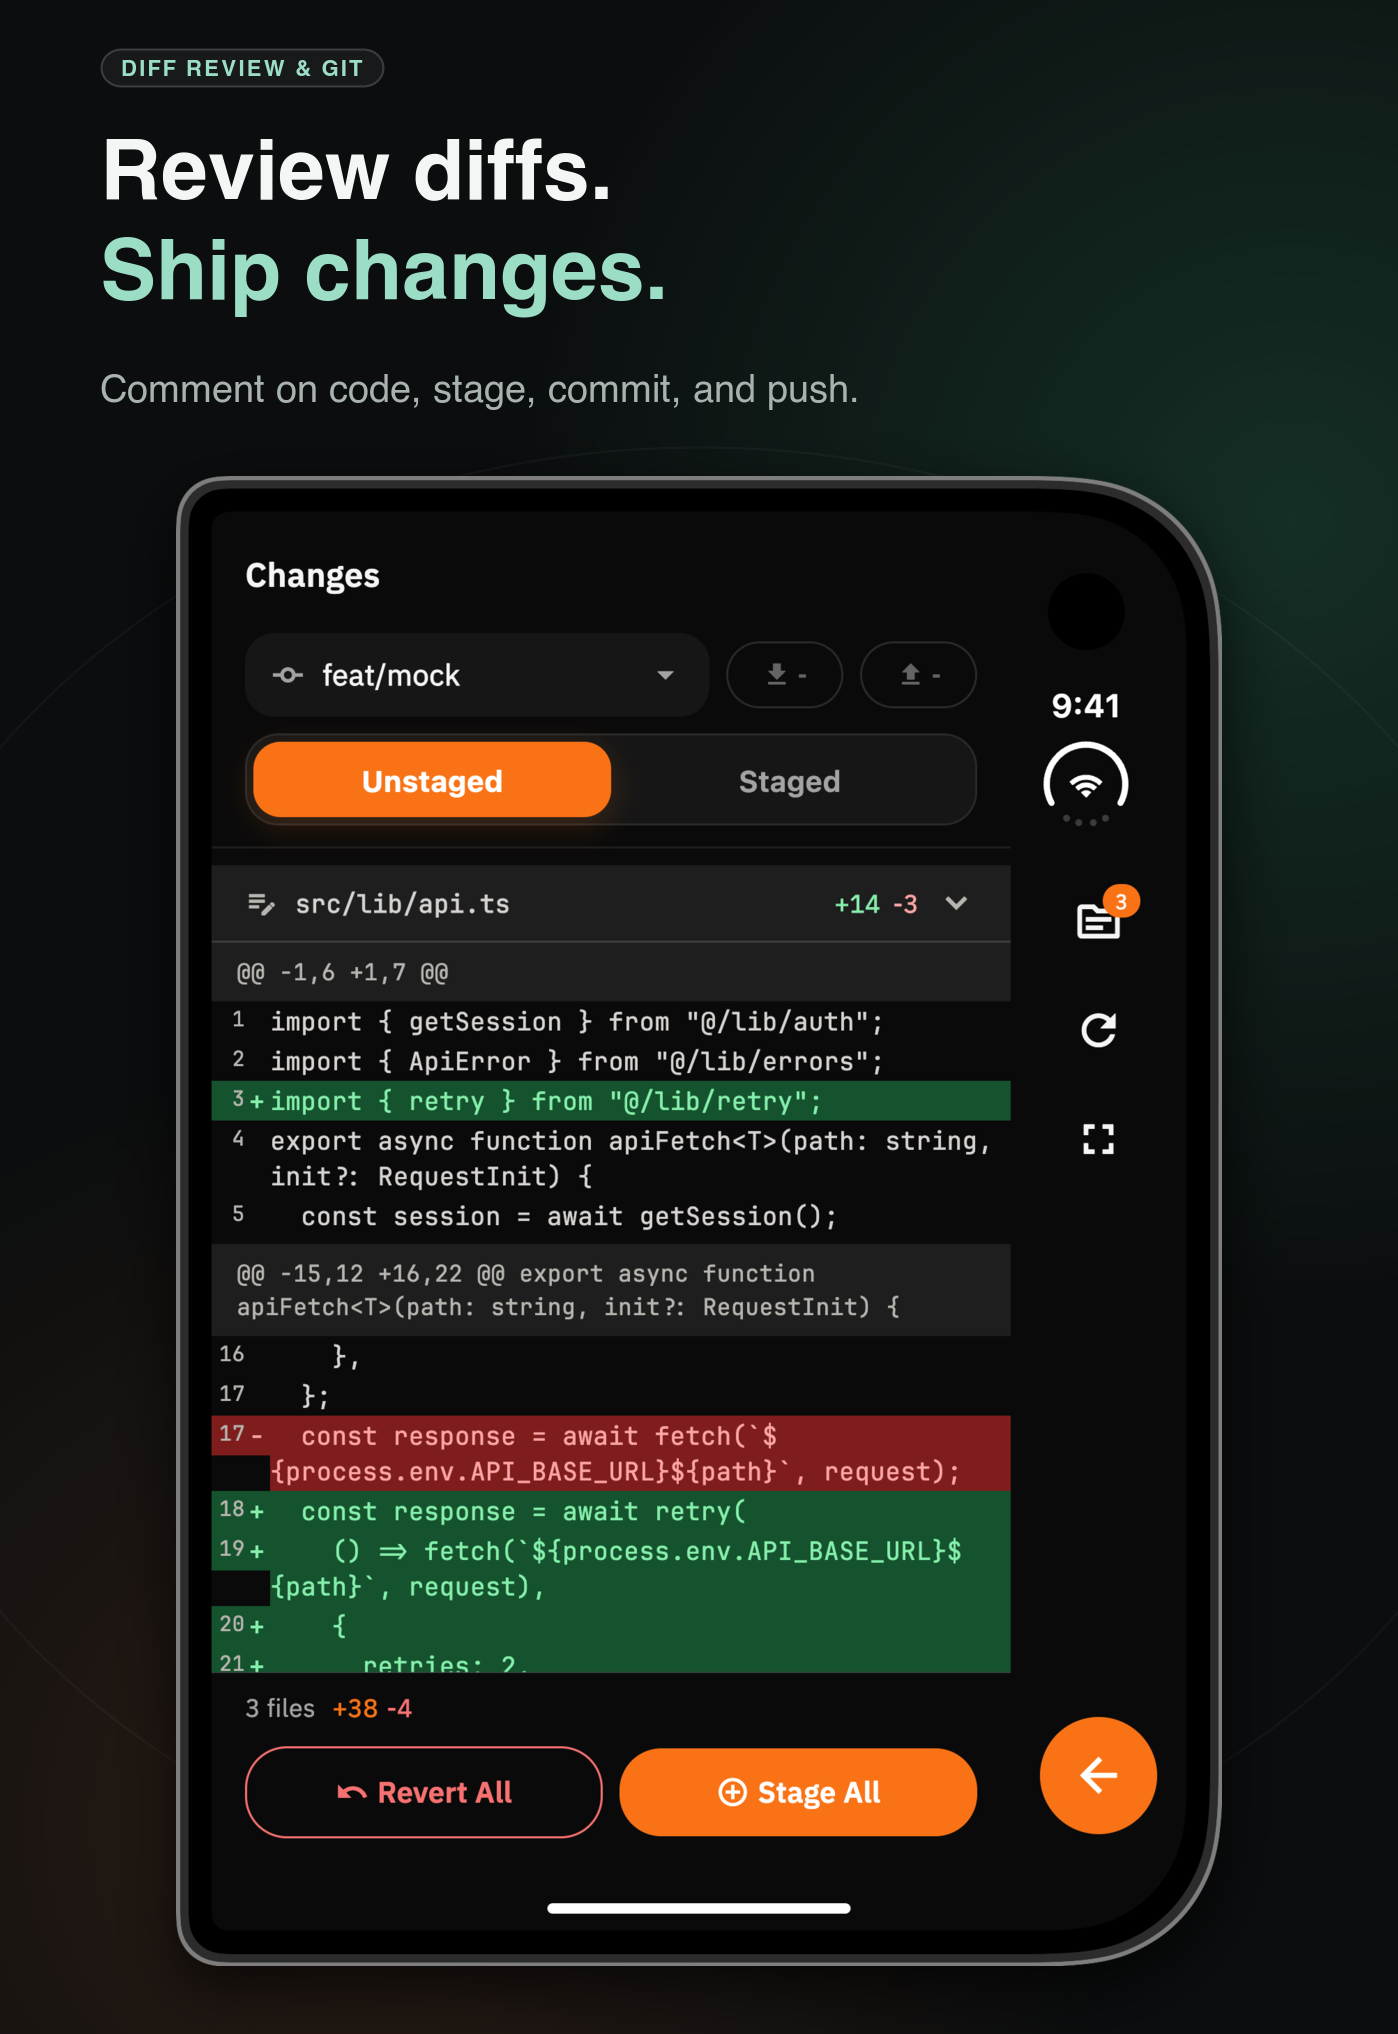 DIFF REVIEW & GIT
Review diffs.
Ship changes.
Comment on code, stage, commit, and push.
Changes
feat/mock
-
-
9:41
Unstaged
Staged
src/lib/api.ts +14 -3
3
@@ -1,6 +1,7 @@
1 import { getSession } from "@/lib/auth";
2 import { ApiError } from "@/lib/errors";
3 + import { retry } from "@/lib/retry";
4 export async function apiFetch<T>(path: string,
init?: RequestInit) {
5 const session = await getSession();
@@ -15,12 +16,22 @@ export async function
apiFetch<T>(path: string, init?: RequestInit) {
16 },
17 };
17 - const response = await fetch(`$
{process.env.API_BASE_URL}${path}`, request);
18 + const response = await retry(
19 + () => fetch(`${process.env.API_BASE_URL}$
{path}`, request),
20 + {
21 + retries: 2,
3 files +38 -4
Revert All
Stage All